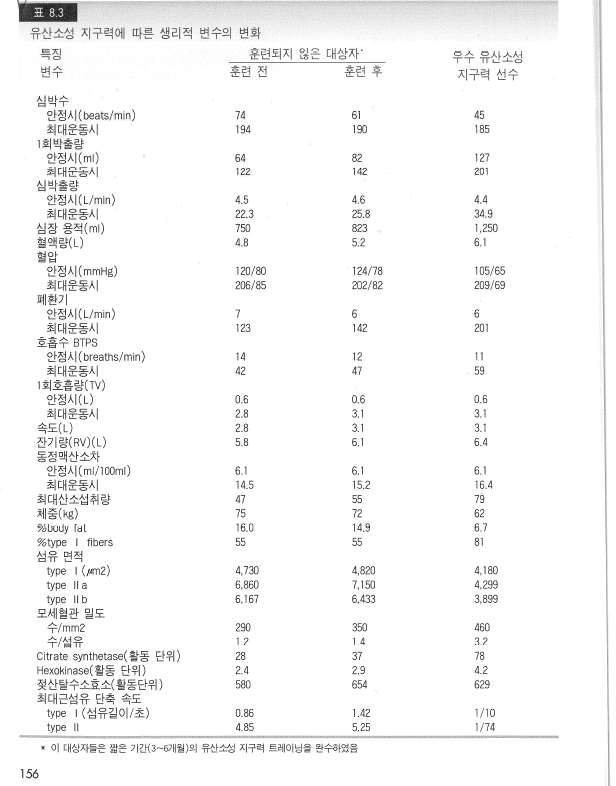 표 8.3
유산소성 지구력에 따른 생리적 변수의 변화
특징 훈련되지 않은 대상자* 우수 유산소성
변수 훈련 전 훈련 후 지구력 선수
심박수
안정시(beats/min) 74 61 45
최대운동시 194 190 185
1회박출량
안정시(ml) 64 82 127
최대운동시 122 142 201
심박출량
안정시(L/min) 4.5 4.6 4.4
최대운동시 22.3 25.8 34.9
심장 용적(ml) 750 823 1,250
혈액량(L) 4.8 5.2 6.1
혈압
안정시(mmHg) 120/80 124/78 105/65
최대운동시 206/85 202/82 209/69
폐환기
안정시(L/min) 7 6 6
최대운동시 123 142 201
호흡수 BTPS
안정시(breaths/min) 14 12 11
최대운동시 42 47 59
1회호흡량(TV)
안정시(L) 0.6 0.6 0.6
최대운동시 2.8 3.1 3.1
속도(L) 2.8 3.1 3.1
잔기량(RV)(L) 5.8 6.1 6.4
동정맥산소차
안정시(ml/100ml) 6.1 6.1 6.1
최대운동시 14.5 15.2 16.4
최대산소섭취량 47 55 79
체중(kg) 75 72 62
%body fat 16.0 14.9 6.7
%type Ⅰ fibers 55 55 81
섬유 면적
type Ⅰ(㎛2) 4,730 4,820 4,180
type Ⅱa 6,860 7,150 4,299
type Ⅱb 6,167 6,433 3,899
모세혈관 밀도
수/mm2 290 350 460
수/섬유 1.2 1.4 3.2
Citrate synthetase(활동 단위) 28 37 78
Hexokinase(활동 단위) 2.4 2.9 4.2
젖산탈수소효소(활동단위) 580 654 629
최대근섬유 단축 속도
type Ⅰ(섬유길이/초) 0.86 1.42 1/10
type Ⅱ 4.85 5.25 1/74
* 이 대상자들은 짧은 기간(3~6개월)의 유산소성 지구력 트레이닝을 완수하였음
156